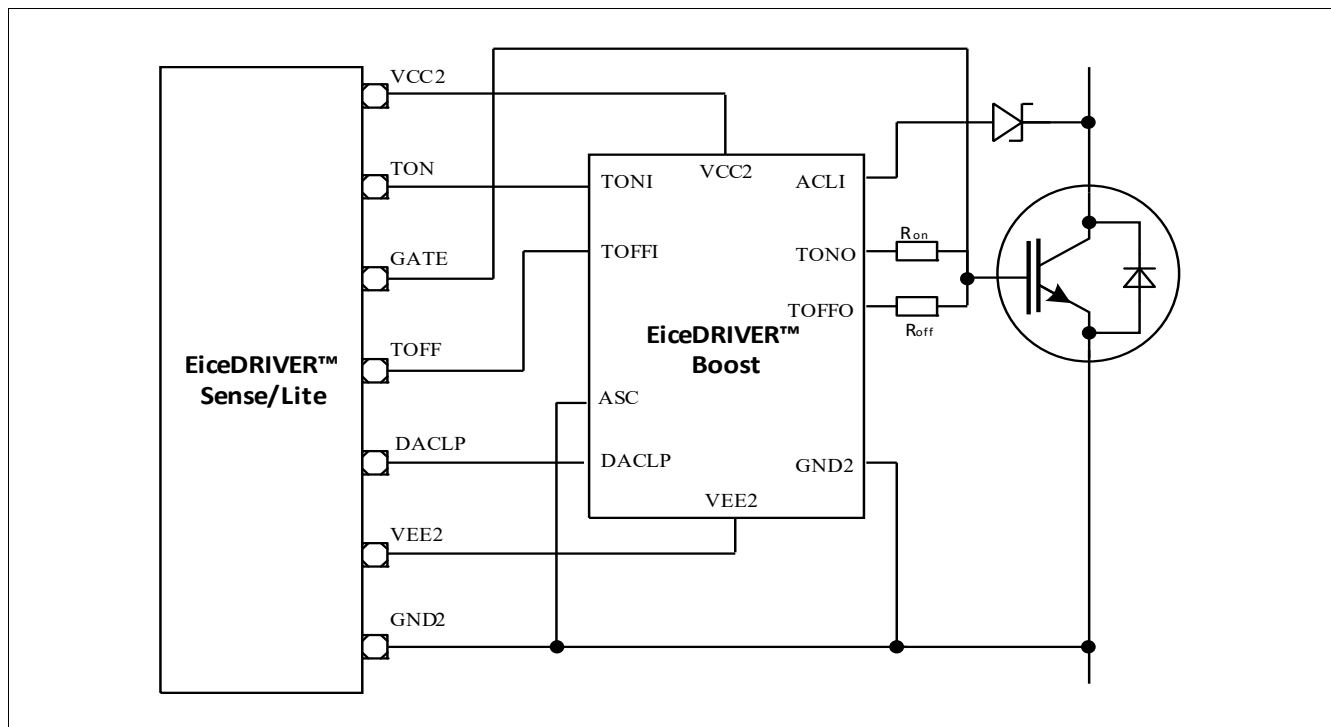 VCC2
TON
GATE
TOFF
DACLP
VEE2
GND2
EiceDRIVER™
Sense/Lite
VCC2
TONI
TOFFI
ASC
DACLP
VEE2
ACLI
TONO
TOFFO
GND2
EiceDRIVER™
Boost
Ron
Roff